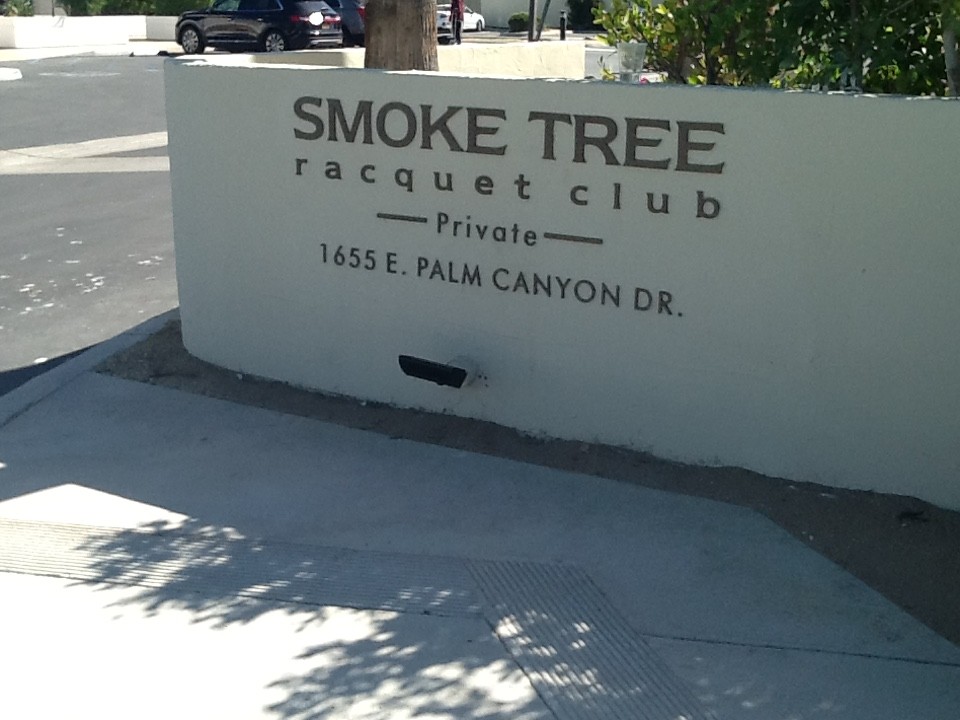 SMOKE TREE
racquet club
Private
1655 E. PALM CANYON DR.